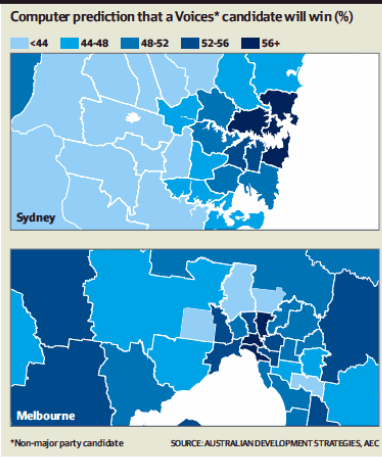 Computer prediction that a Voices* candidate will win (%)
<44 44-48 48-52 52-56 56+
Sydney
Melbourne
*Non-major party candidate SOURCE: AUSTRALIAN DEVELOPMENT STRATEGIES, AEC